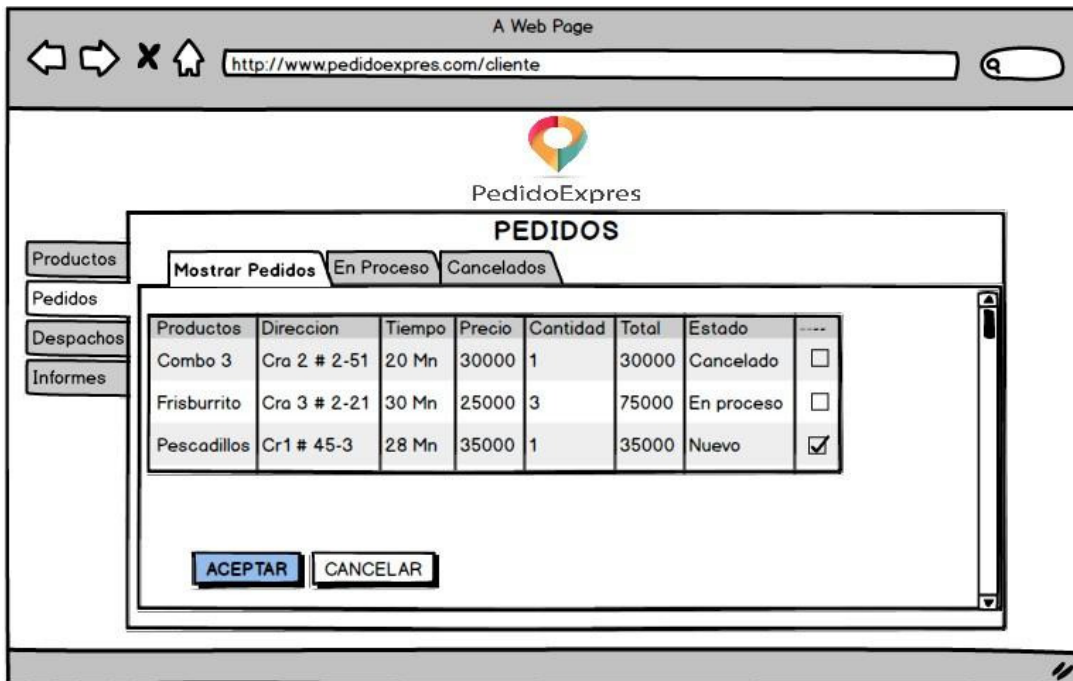 A Web Page
http://www.pedidoexpres.com/cliente
PedidoExpres
PEDIDOS
Productos
Pedidos
Despachos
Informes
Mostrar Pedidos En Proceso Cancelados
Productos Direccion Tiempo Precio Cantidad Total Estado ----
Combo 3 Cra 2 # 2-51 20 Mn 30000 1 30000 Cancelado
Frisburrito Cra 3 # 2-21 30 Mn 25000 3 75000 En proceso
Pescadillos Cr1 # 45-3 28 Mn 35000 1 35000 Nuevo
ACEPTAR CANCELAR